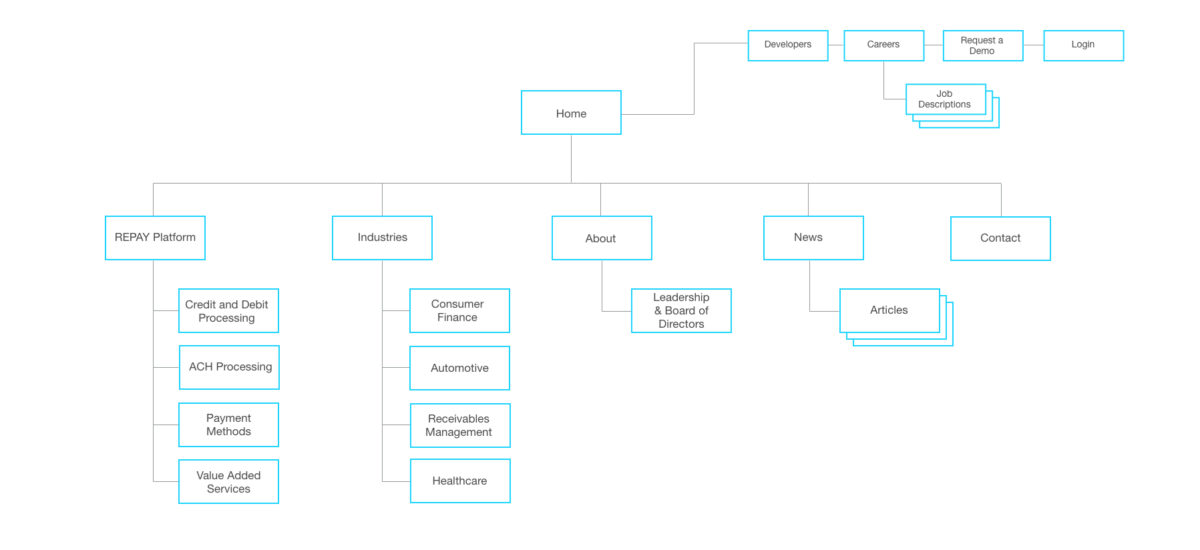 Developers
Careers
Request a
Demo
Login
Job
Descriptions
Home
REPAY Platform
Industries
About
News
Contact
Credit and Debit
Processing
ACH Processing
Payment
Methods
Value Added
Services
Consumer
Finance
Automotive
Receivables
Management
Healthcare
Leadership
& Board of
Directors
Articles